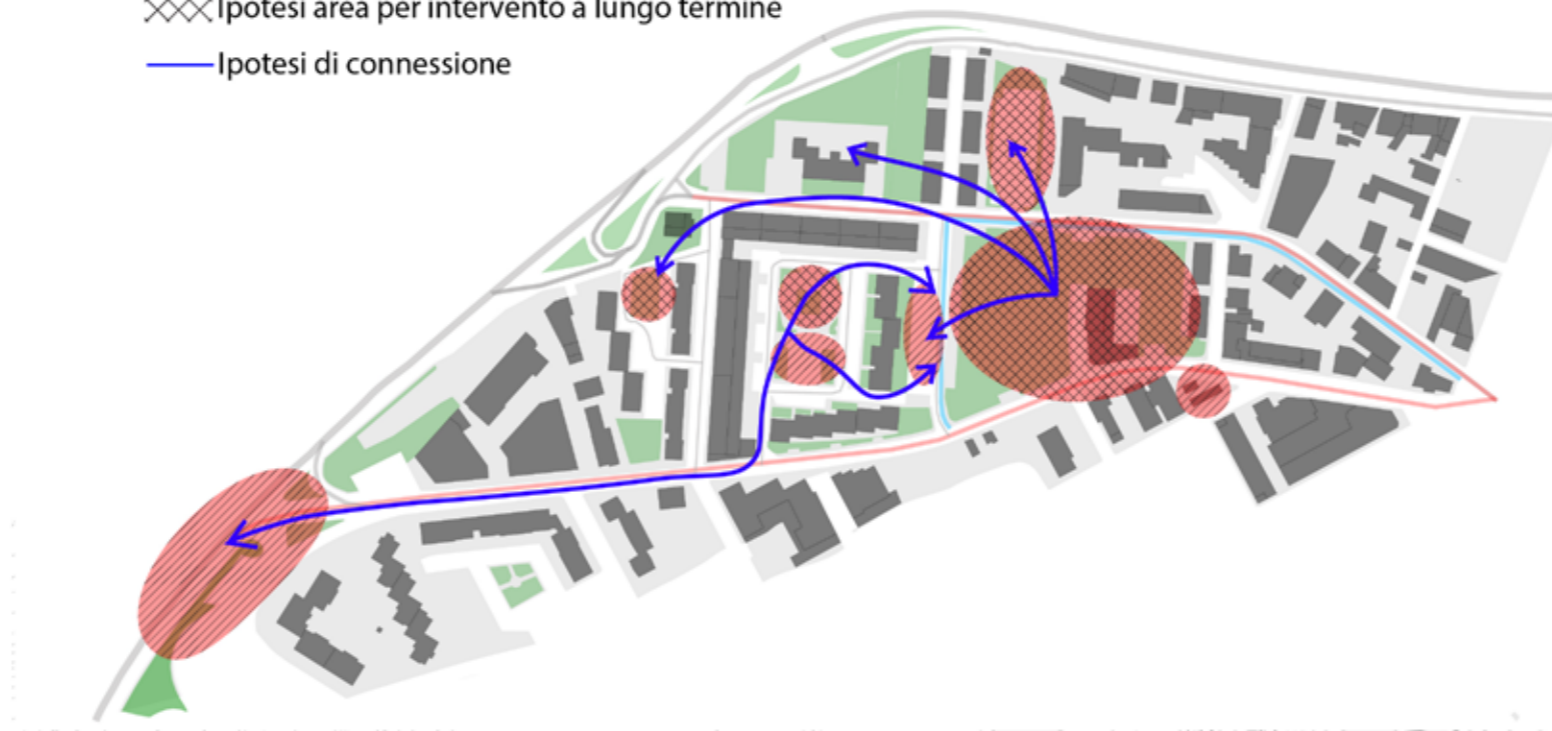 Ipotesi area per intervento a lungo termine
Ipotesi di connessione